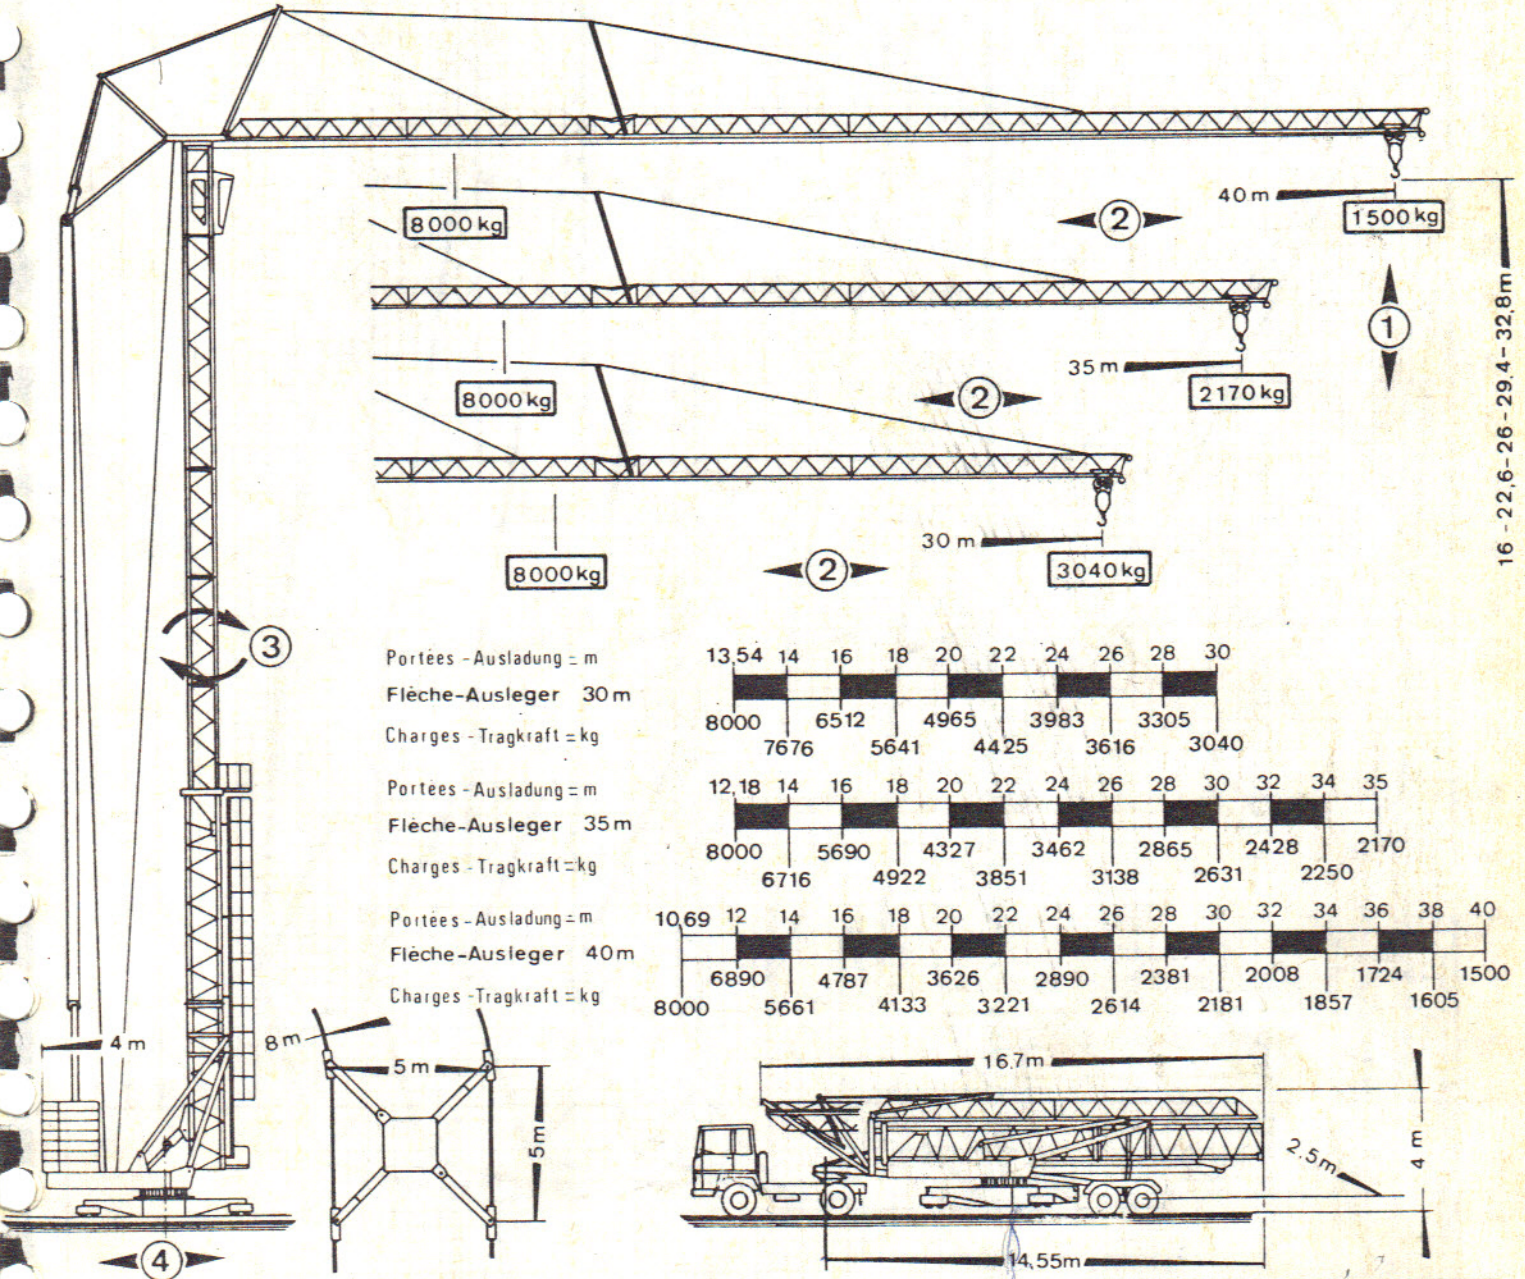 8000 kg
40 m
2
1500 kg
1
16 - 22,6 - 26 - 29,4 - 32,8m
35 m
8000 kg
2
2170 kg
30 m
8000 kg
2
3040 kg
3
Portées - Ausladung = m
13,54 14 16 18 20 22 24 26 28 30
Flèche-Ausleger 30 m
8000 6512 4965 3983 3305
Charges - Tragkraft = kg
7676 5641 4425 3616 3040
Portées - Ausladung = m
12,18 14 16 18 20 22 24 26 28 30 32 34 35
Flèche-Ausleger 35 m
8000 5690 4327 3462 2865 2428 2170
Charges - Tragkraft = kg
6716 4922 3851 3138 2631 2250
Portées - Ausladung = m
10,69 12 14 16 18 20 22 24 26 28 30 32 34 36 38 40
Flèche-Ausleger 40 m
6890 4787 3626 2890 2381 2008 1724 1500
Charges - Tragkraft = kg
8000 5661 4133 3221 2614 2181 1857 1605
4 m
8 m
5 m
5m
16,7m
4 m
2.5m
14,55m
4